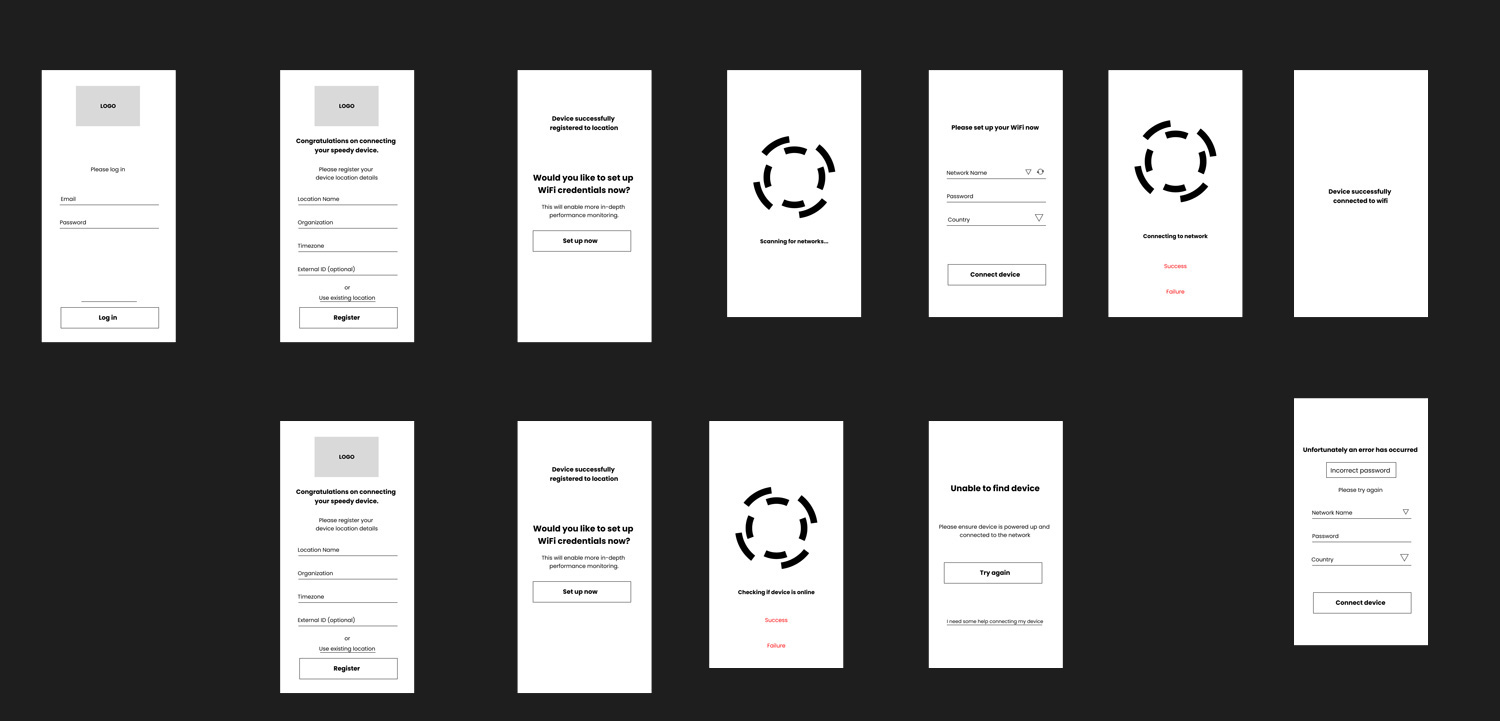 LOGO
Please log in
Email
Password
Log in
LOGO
Congratulations on connecting
your speedy device.
Please register your
device location details
Location Name
Organization
Timezone
External ID (optional)
or
Use existing location
Register
Device successfully
registered to location
Would you like to set up
WiFi credentials now?
This will enable more in-depth
performance monitoring.
Set up now
Scanning for networks...
Please set up your WiFi now
Network Name
Password
Country
Connect device
Connecting to network
Success
Failure
Device successfully
connected to wifi
LOGO
Congratulations on connecting
your speedy device.
Please register your
device location details
Location Name
Organization
Timezone
External ID (optional)
or
Use existing location
Register
Device successfully
registered to location
Would you like to set up
WiFi credentials now?
This will enable more in-depth
performance monitoring.
Set up now
Checking if device is online
Success
Failure
Unable to find device
Please ensure device is powered up and
connected to the network
Try again
I need some help connecting my device
Unfortunately an error has occurred
Incorrect password
Please try again
Network Name
Password
Country
Connect device